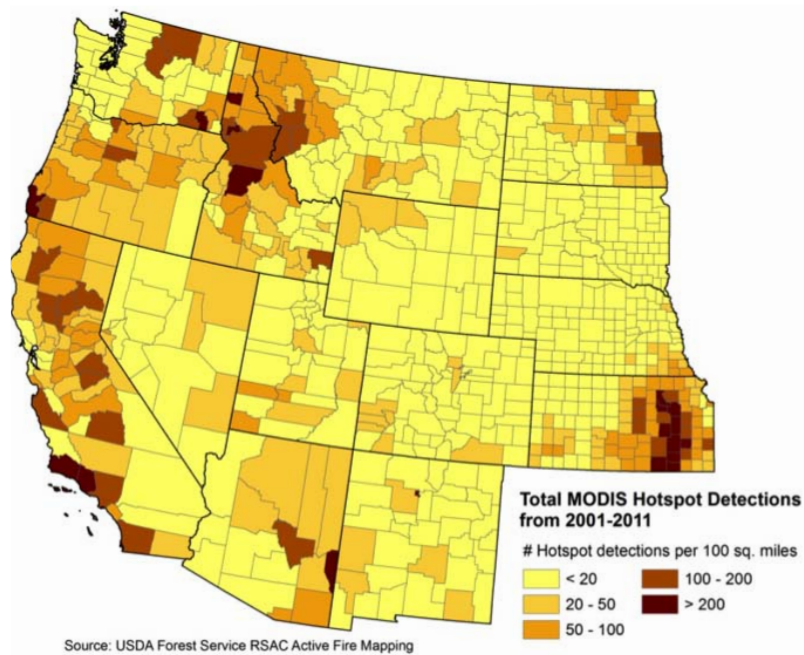 Total MODIS Hotspot Detections
from 2001-2011
# Hotspot detections per 100 sq. miles
< 20
100 - 200
20 - 50
> 200
50 - 100
Source: USDA Forest Service RSAC Active Fire Mapping